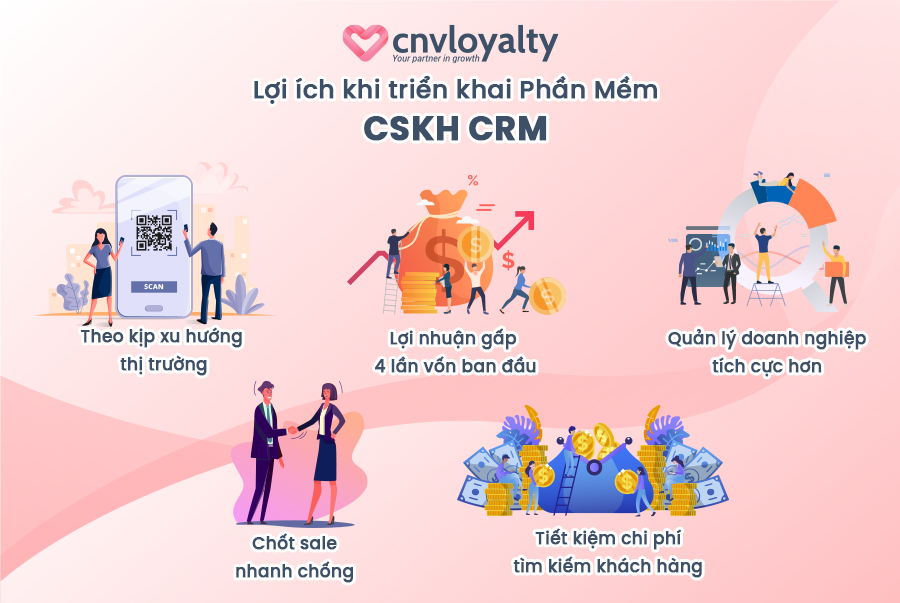 cnvloyalty
Your partner in growth
Lợi ích khi triển khai Phần Mềm
CSKH CRM
%
$
$
$
SCAN
$
$
Theo kịp xu hướng
thị trường
Lợi nhuận gấp
4 lần vốn ban đầu
Quản lý doanh nghiệp
tích cực hơn
$
$
$
$
Chốt sale
nhanh chống
Tiết kiệm chi phí
tìm kiếm khách hàng